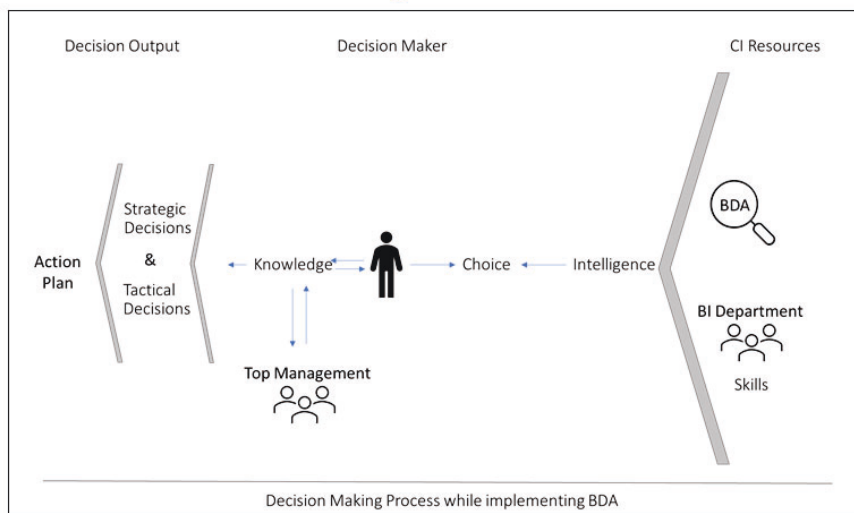 Decision Output
Decision Maker
CI Resources
Strategic
Decisions
&
Tactical
Decisions
Action
Plan
Knowledge
Choice
Intelligence
Top Management
BDA
BI Department
Skills
Decision Making Process while implementing BDA